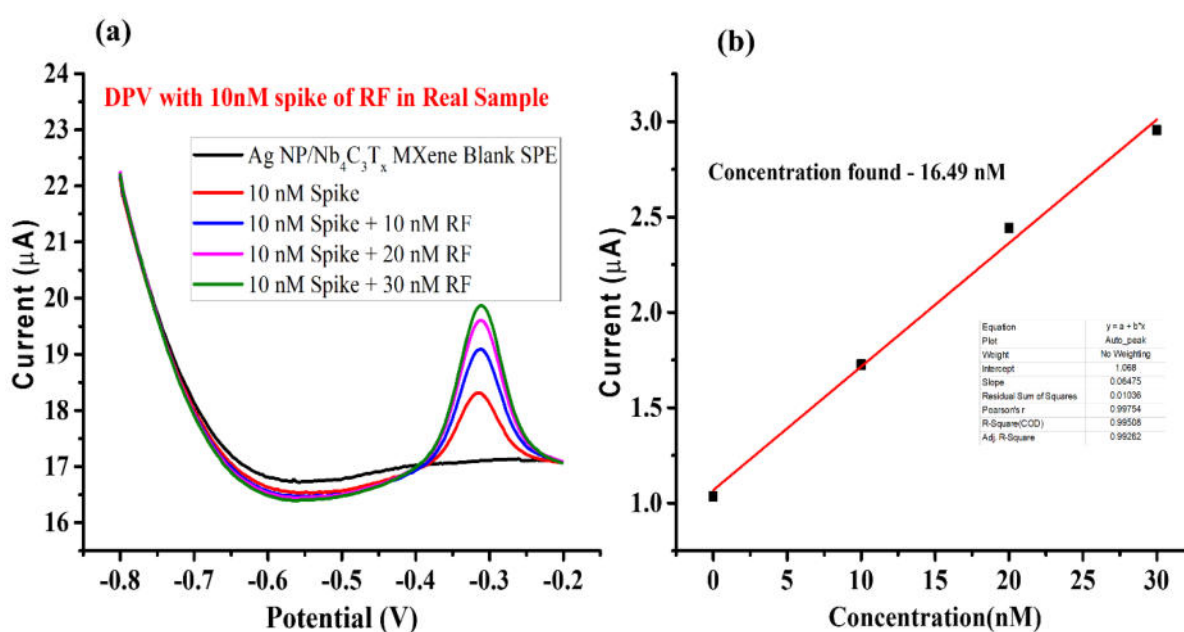 (a)
DPV with 10nM spike of RF in Real Sample
Ag NP/Nb₄C₃Tₓ MXene Blank SPE
10 nM Spike
10 nM Spike + 10 nM RF
10 nM Spike + 20 nM RF
10 nM Spike + 30 nM RF
Current (μA)
24
23
22
21
20
19
18
17
16
-0.8 -0.7 -0.6 -0.5 -0.4 -0.3 -0.2
Potential (V)
(b)
Concentration found - 16.49 nM
Current (μA)
3.0
2.5
2.0
1.5
1.0
Equation y = a + b*x
Plot Auto_peak
Weight No Weighting
Intercept 1.068
Slope 0.06475
Residual Sum of Squares 0.01036
Pearson's r 0.99754
R-Square(COD) 0.99508
Adj. R-Square 0.99262
0 5 10 15 20 25 30
Concentration(nM)